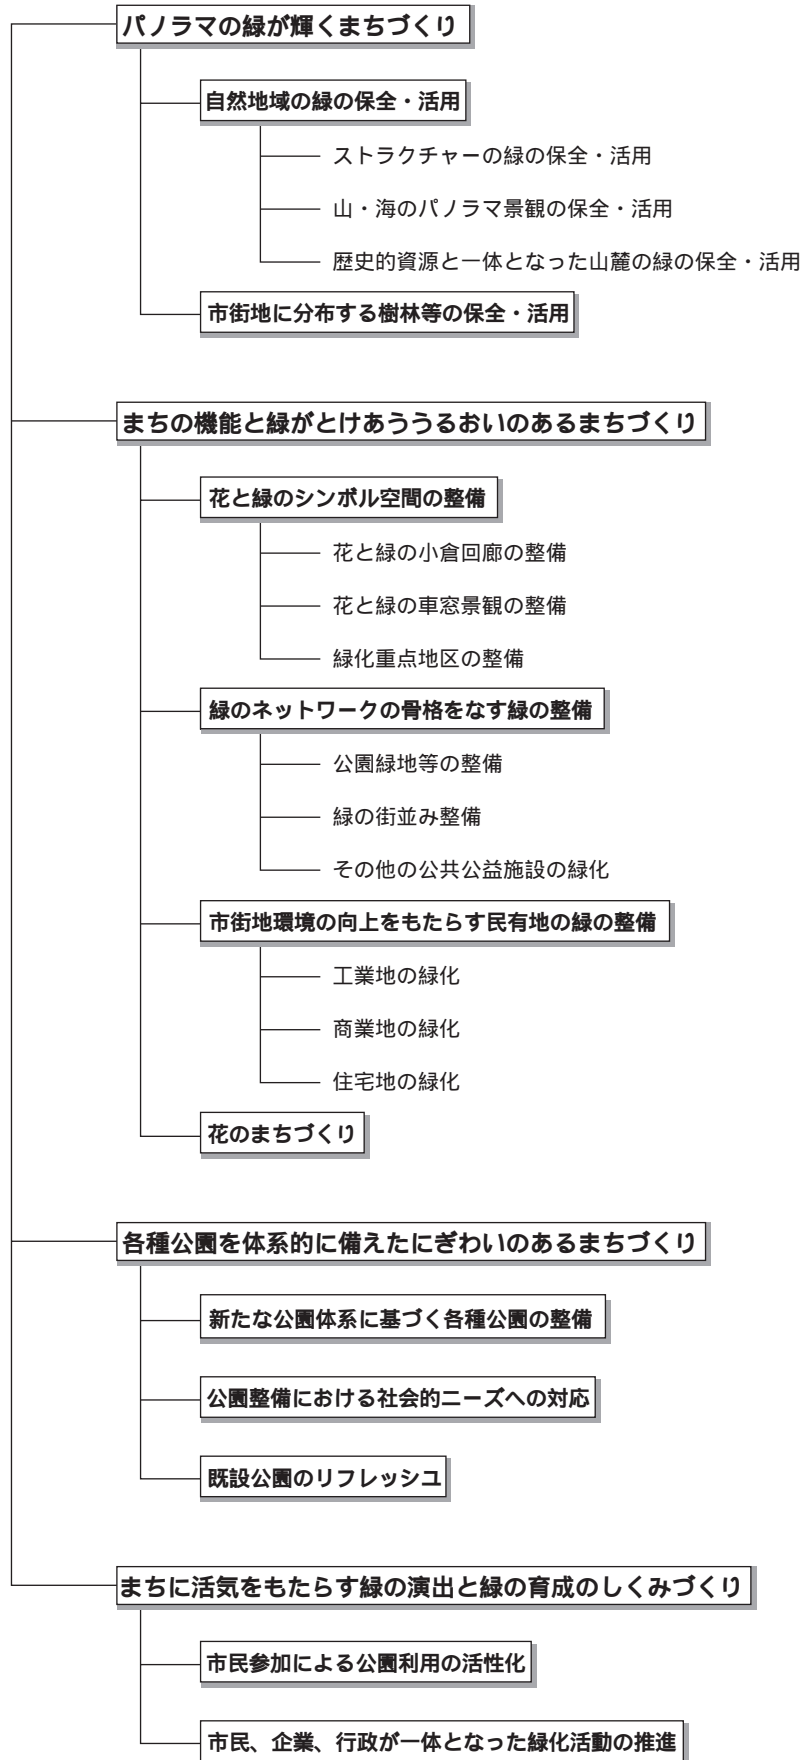 パノラマの緑が輝くまちづくり
自然地域の緑の保全・活用
ストラクチャーの緑の保全・活用
山・海のパノラマ景観の保全・活用
歴史的資源と一体となった山麓の緑の保全・活用
市街地に分布する樹林等の保全・活用
まちの機能と緑がとけあううるおいのあるまちづくり
花と緑のシンボル空間の整備
花と緑の小倉回廊の整備
花と緑の車窓景観の整備
緑化重点地区の整備
緑のネットワークの骨格をなす緑の整備
公園緑地等の整備
緑の街並み整備
その他の公共公益施設の緑化
市街地環境の向上をもたらす民有地の緑の整備
工業地の緑化
商業地の緑化
住宅地の緑化
花のまちづくり
各種公園を体系的に備えたにぎわいのあるまちづくり
新たな公園体系に基づく各種公園の整備
公園整備における社会的ニーズへの対応
既設公園のリフレッシュ
まちに活気をもたらす緑の演出と緑の育成のしくみづくり
市民参加による公園利用の活性化
市民、企業、行政が一体となった緑化活動の推進